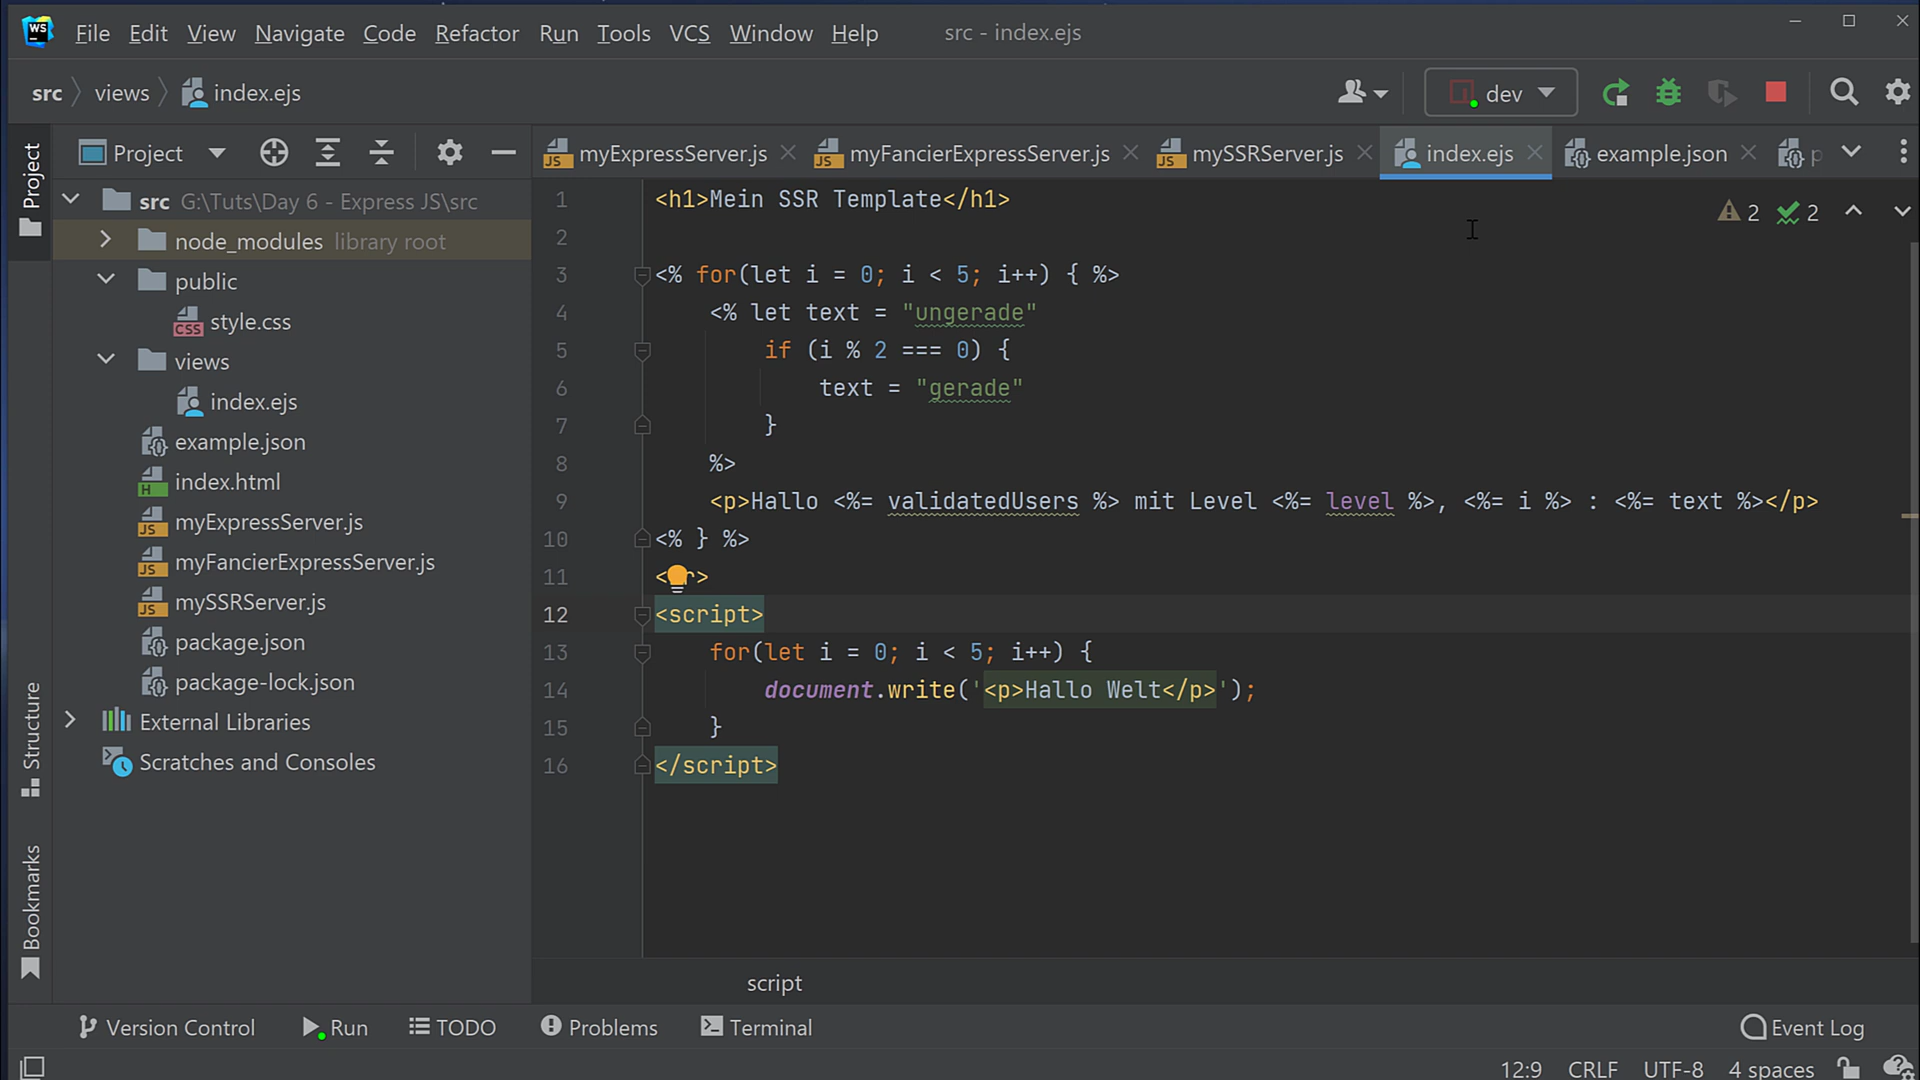 WS File Edit View Navigate Code Refactor Run Tools VCS Window Help src - index.ejs
src views index.ejs dev
Project
Project
myExpressServer.js myFancierExpressServer.js mySSRServer.js index.ejs example.json
src G:\Tuts\Day 6 - Express JS\src
node_modules library root
public
style.css
views
index.ejs
example.json
index.html
myExpressServer.js
myFancierExpressServer.js
mySSRServer.js
package.json
package-lock.json
External Libraries
Scratches and Consoles
Structure
Bookmarks
2 2
1 <h1>Mein SSR Template</h1>
2
3 <% for(let i = 0; i < 5; i++) { %>
4 <% let text = "ungerade"
5 if (i % 2 === 0) {
6 text = "gerade"
7 }
8 %>
9 <p>Hallo <%= validatedUsers %> mit Level <%= level %>, <%= i %> : <%= text %></p>
10 <% } %>
11
12 <script>
13 for(let i = 0; i < 5; i++) {
14 document.write('<p>Hallo Welt</p>');
15 }
16 </script>
script
Version Control Run TODO Problems Terminal Event Log
12:9 CRLF UTF-8 4 spaces